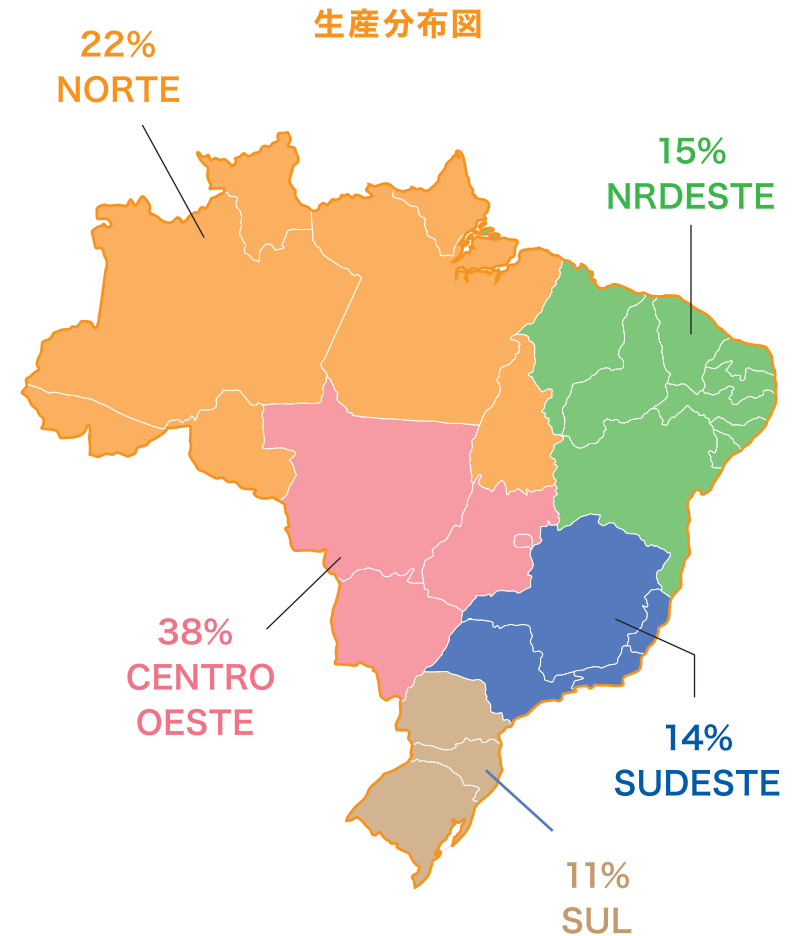 生産分布図
22%
NORTE
15%
NRDESTE
38%
CENTRO
OESTE
14%
SUDESTE
11%
SUL